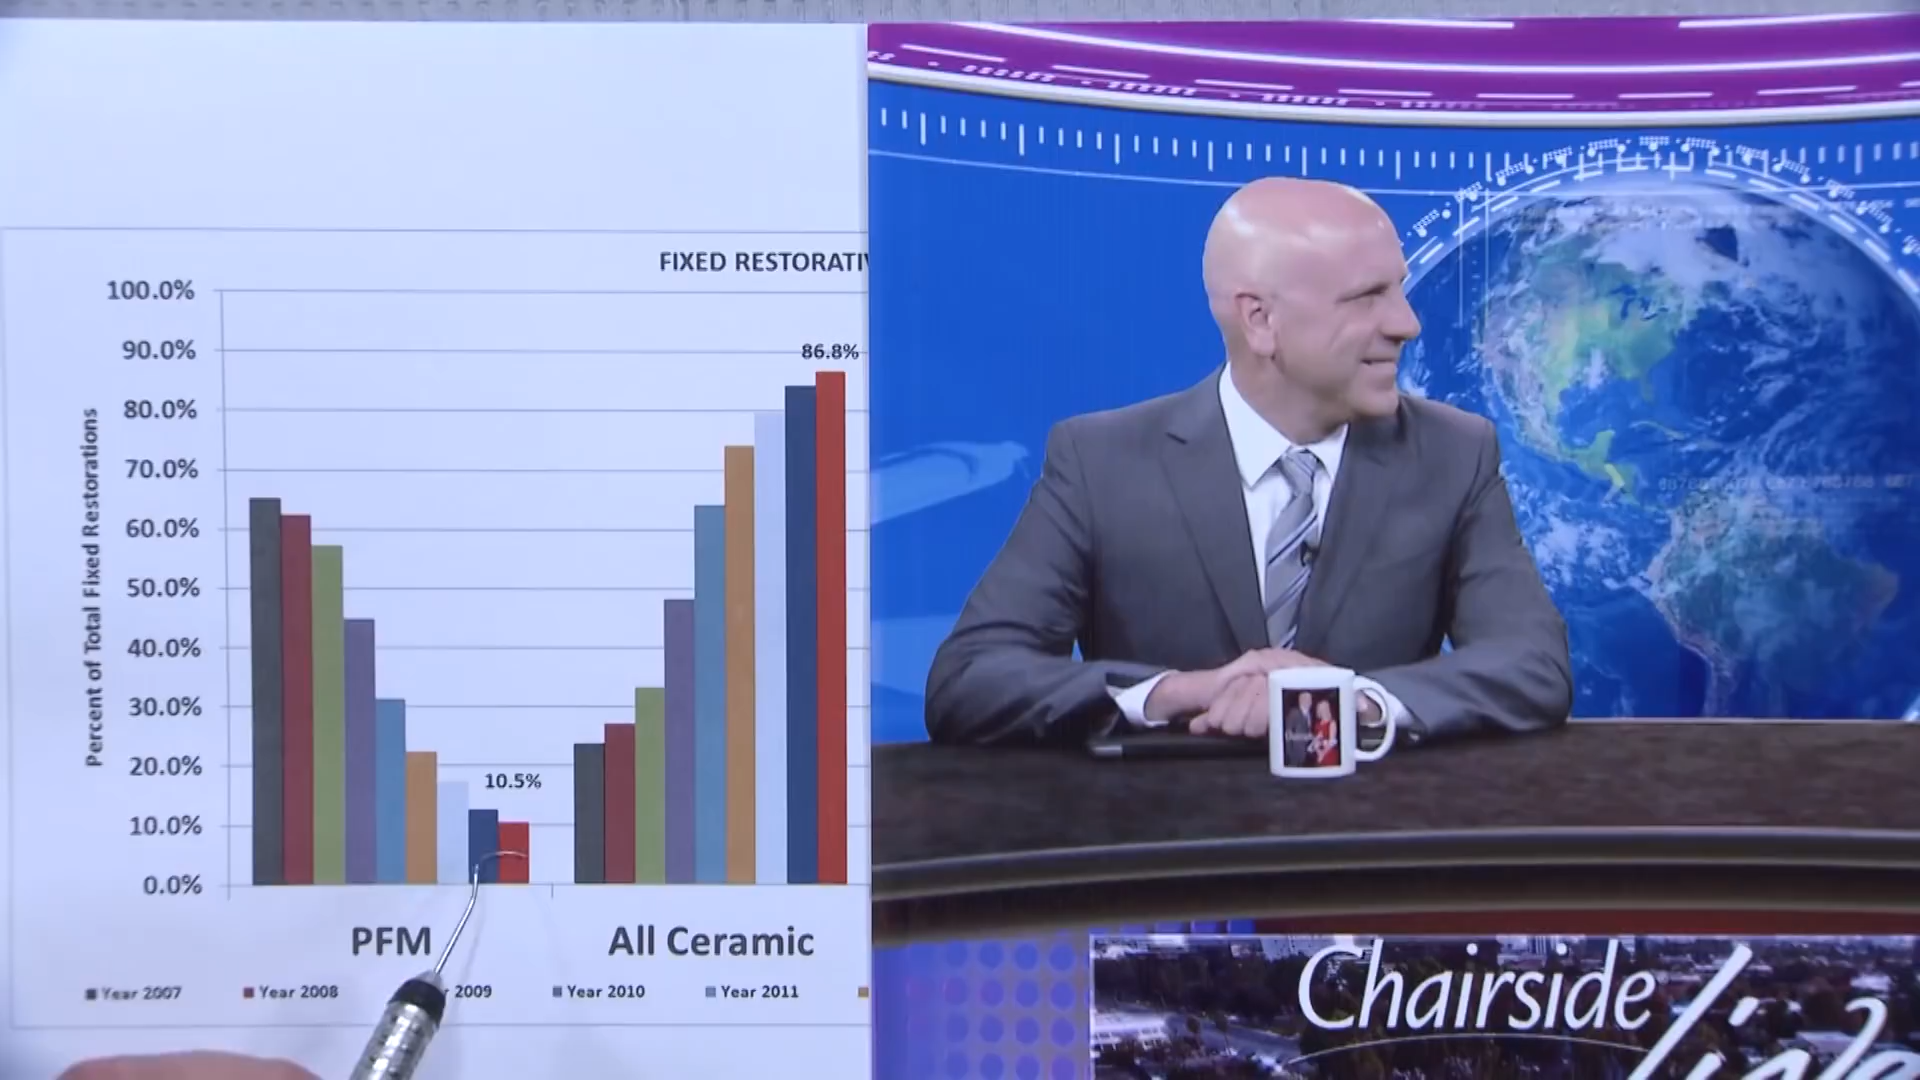 FIXED RESTORATIV
100.0%
90.0%
80.0%
70.0%
60.0%
50.0%
40.0%
30.0%
20.0%
10.0%
0.0%
Percent of Total Fixed Restorations
86.8%
10.5%
PFM
All Ceramic
Year 2007
Year 2008
2009
Year 2010
Year 2011
Chairside
Live